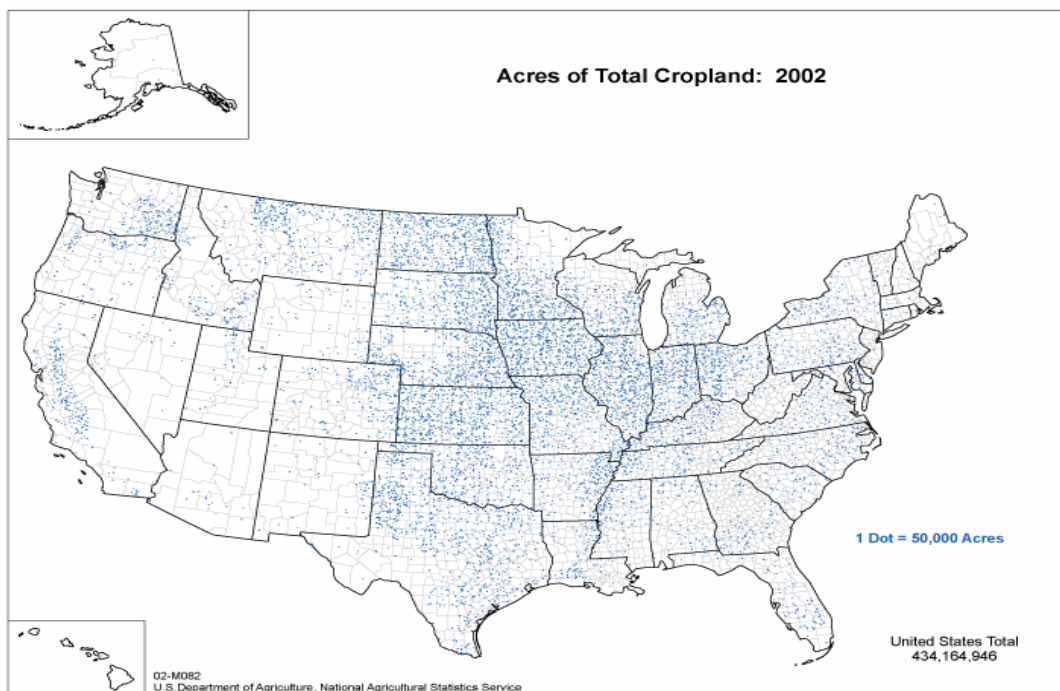 Acres of Total Cropland: 2002
1 Dot = 50,000 Acres
United States Total
434,164,946
02-M082
U.S.Department of Agriculture, National Agricultural Statistics Service